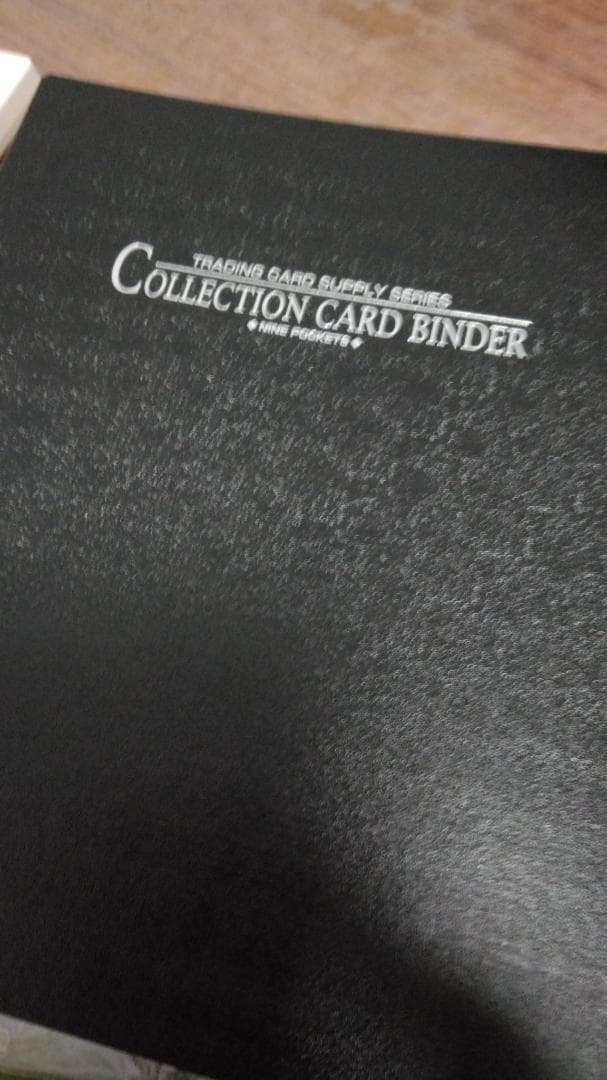 TRADING CARD SUPPLY SERIES
COLLECTION CARD BINDER
◆NINE POCKETS◆